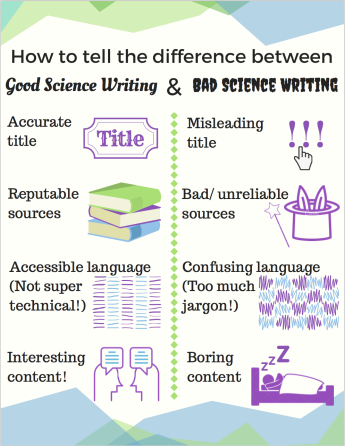 How to tell the difference between
Good Science Writing & BAD SCIENCE WRITING
Accurate
title
Title
Misleading
title
!!!
Reputable
sources
Bad/ unreliable
sources
Accessible language
(Not super
technical!)
Confusing language
(Too much
jargon!)
Interesting
content!
Boring
content
zzZ